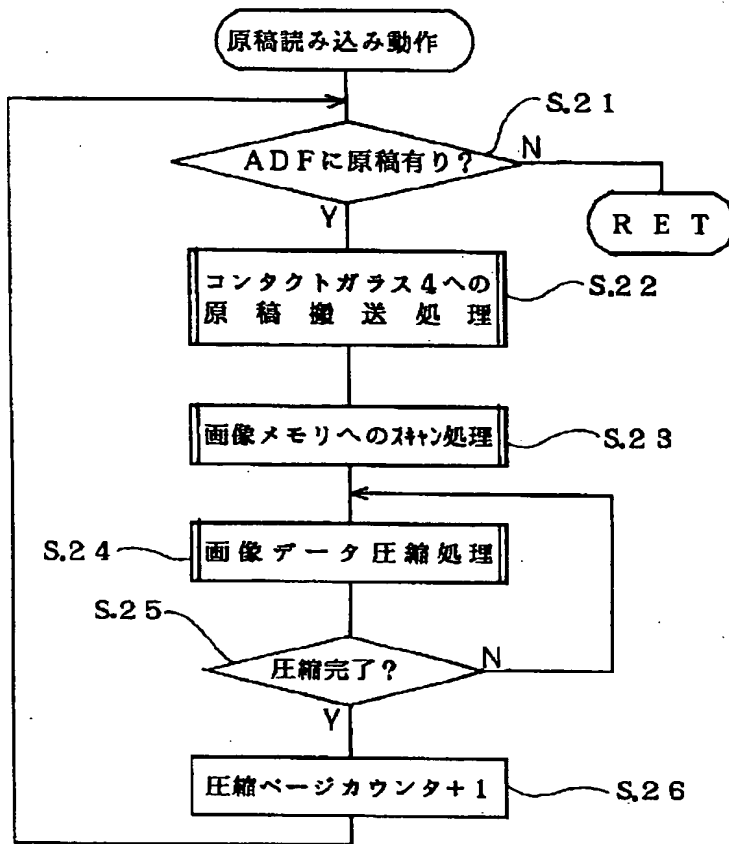 原稿読み込み動作
S.21
ADFに原稿有り?
N
Y
RET
コンタクトガラス4への
原稿搬送処理
S.22
画像メモリへのスキャン処理
S.23
画像データ圧縮処理
S.24
S.25
圧縮完了?
N
Y
圧縮ページカウンタ+1
S.26